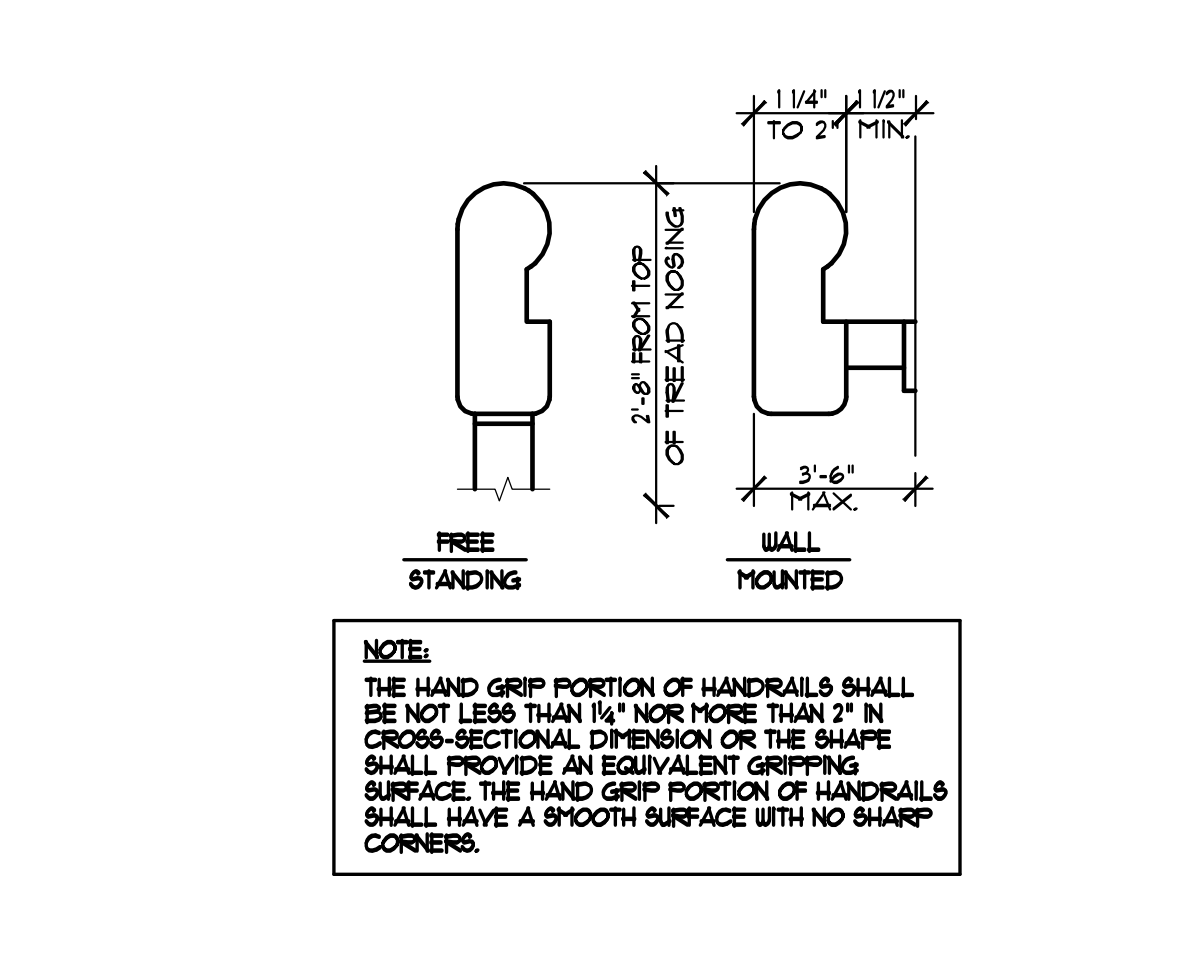 1 1/4"
TO 2"
1 1/2"
MIN.
2'-8" FROM TOP
OF TREAD NOSING
3'-6"
MAX.
FREE
STANDING
WALL
MOUNTED
NOTE:
THE HAND GRIP PORTION OF HANDRAILS SHALL
BE NOT LESS THAN 1¼" NOR MORE THAN 2" IN
CROSS-SECTIONAL DIMENSION OR THE SHAPE
SHALL PROVIDE AN EQUIVALENT GRIPPING
SURFACE. THE HAND GRIP PORTION OF HANDRAILS
SHALL HAVE A SMOOTH SURFACE WITH NO SHARP
CORNERS.